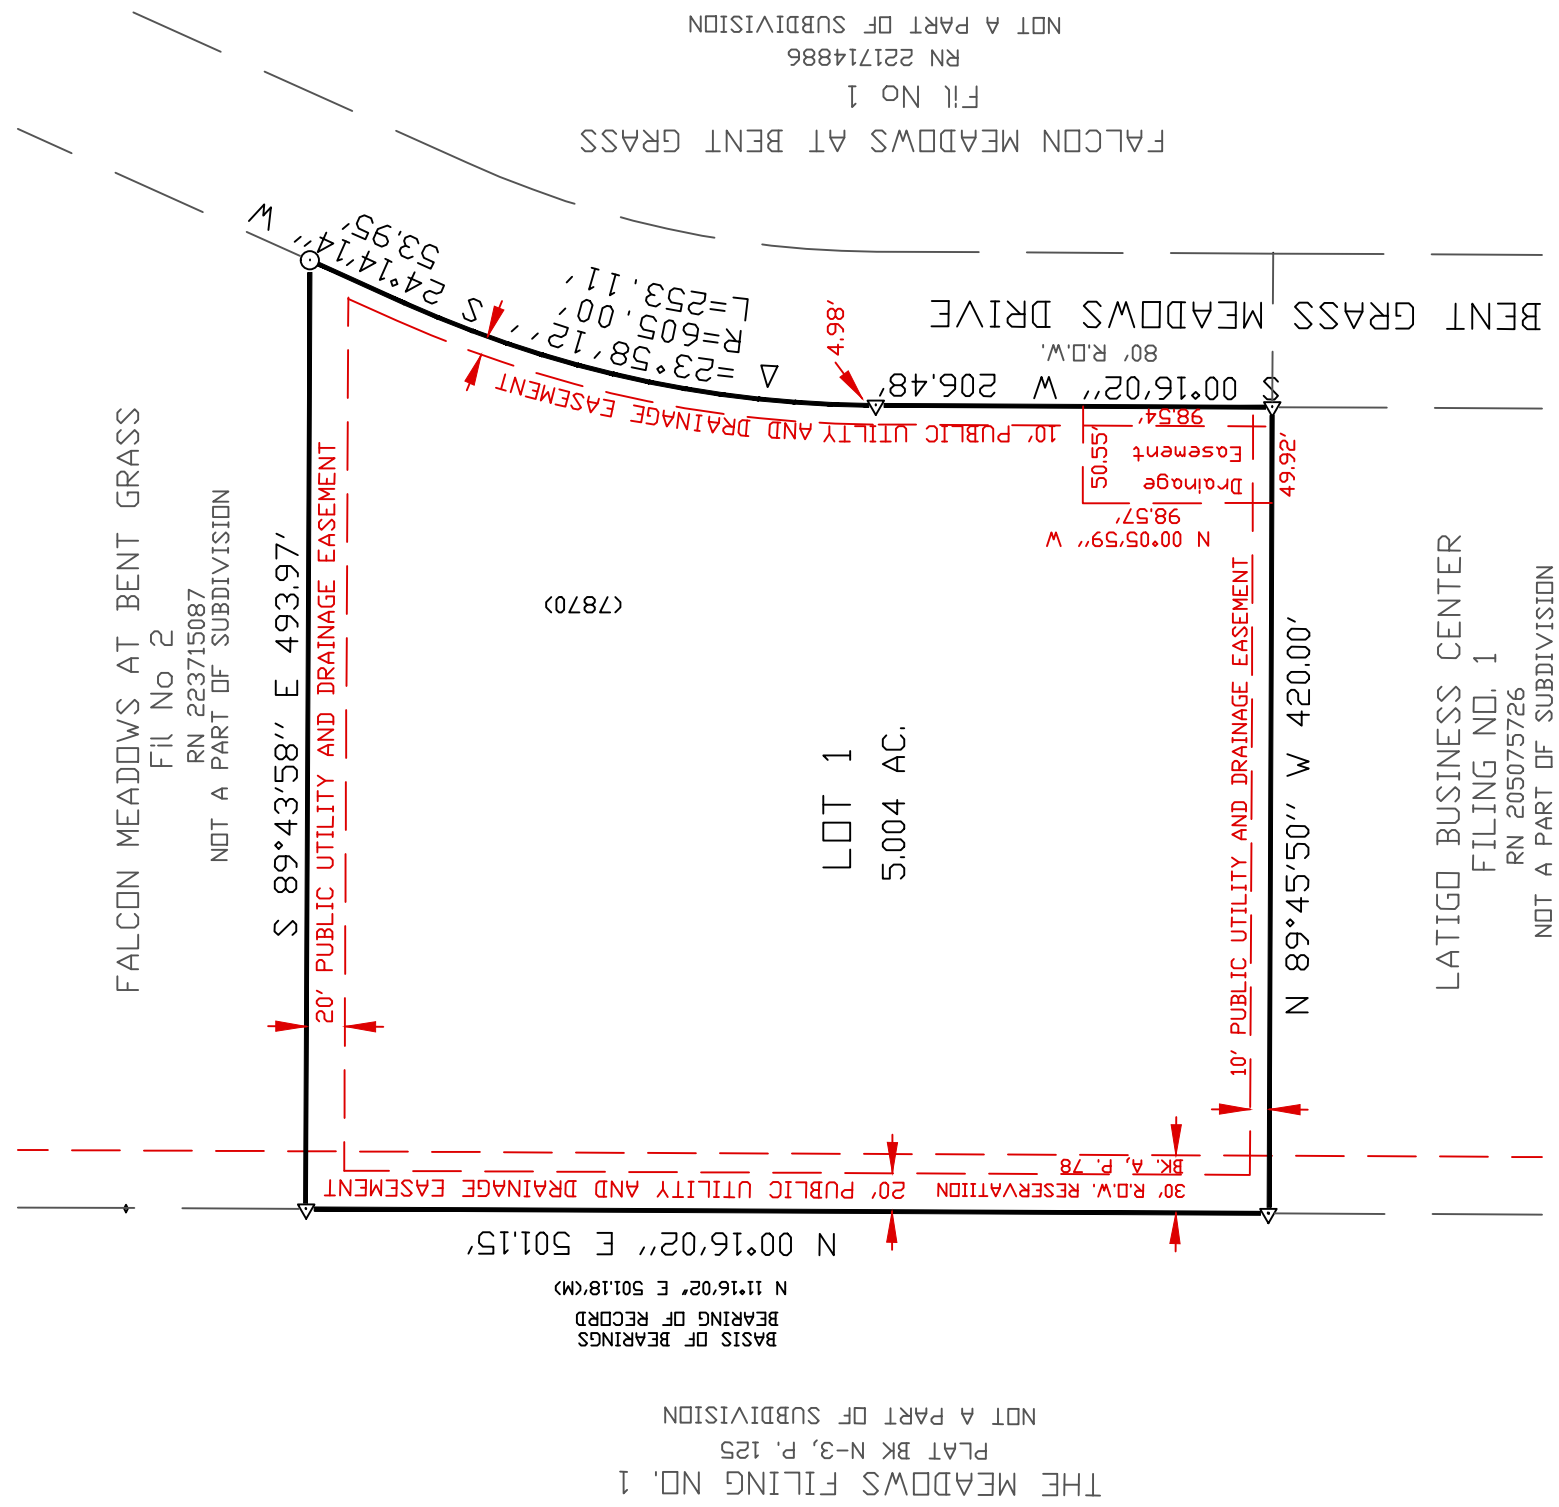 NOT A PART OF SUBDIVISION
RN 221714886
Fil No 1
FALCON MEADOWS AT BENT GRASS
S 24°14'14" W
53.95'
Δ =23°58'12"
R=605.00'
L=253.11'
4.98'
BENT GRASS MEADOWS DRIVE
80' R.O.W.
S 00°16'02" W 206.48'
10' PUBLIC UTILITY AND DRAINAGE EASEMENT
98.54'
50.55'
Drainage
Easement
49.92'
98.57'
N 00°05'59" W
FALCON MEADOWS AT BENT GRASS
Fil No 2
RN 223715087
NOT A PART OF SUBDIVISION
S 89°43'58" E 493.97'
20' PUBLIC UTILITY AND DRAINAGE EASEMENT
(7870)
LOT 1
5.004 AC.
10' PUBLIC UTILITY AND DRAINAGE EASEMENT
N 89°45'50" W 420.00'
LATIGO BUSINESS CENTER
FILING NO. 1
RN 205075726
NOT A PART OF SUBDIVISION
20' PUBLIC UTILITY AND DRAINAGE EASEMENT
30' R.O.W. RESERVATIITON
BK. A, P. 78
N 00°16'02" E 501.15'
N 11°16'02" E 501.18'(M)
BEARING OF RECORD
BASIS OF BEARINGS
NOT A PART OF SUBDIVISION
PLAT BK N-3, P. 125
THE MEADOWS FILING NO. 1